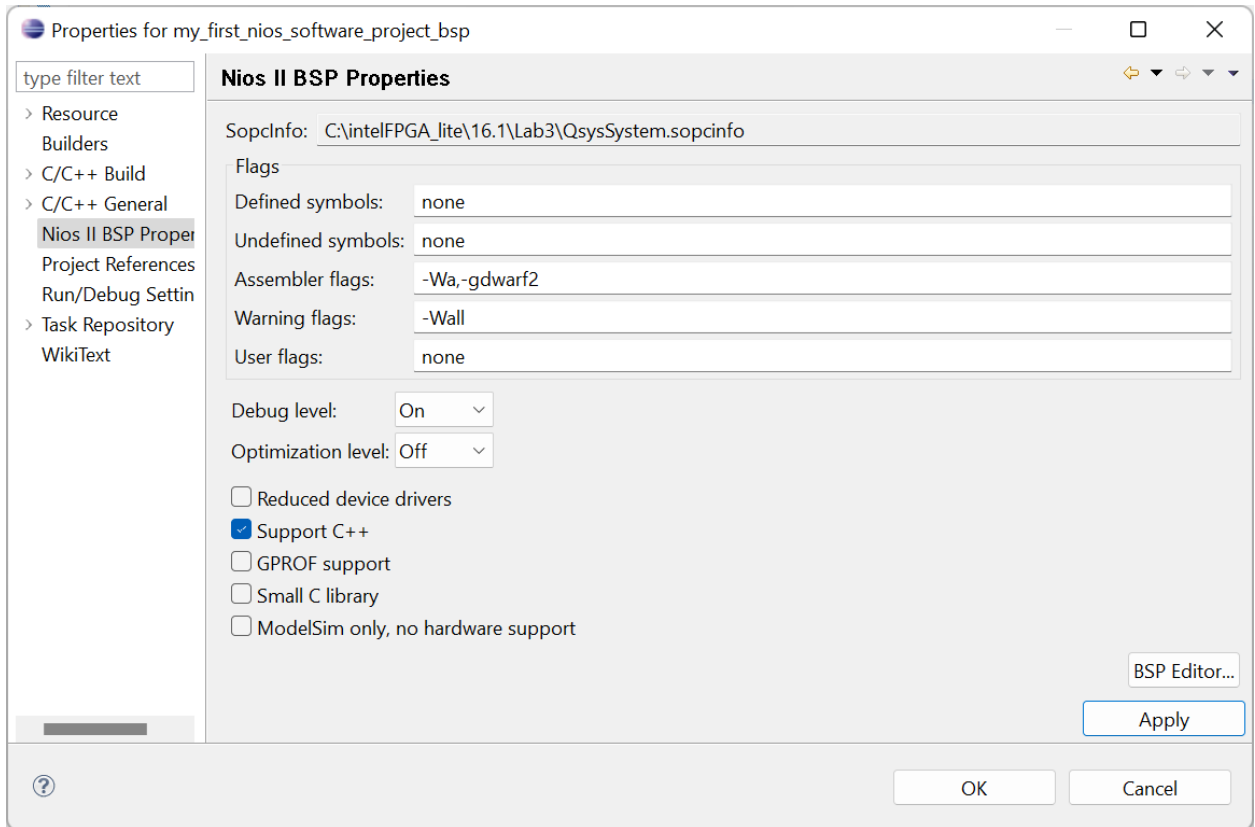 Properties for my_first_nios_software_project_bsp
type filter text
Resource
Builders
C/C++ Build
C/C++ General
Nios II BSP Proper
Project References
Run/Debug Settin
Task Repository
WikiText
Nios II BSP Properties
SopcInfo: C:\intelFPGA_lite\16.1\Lab3\QsysSystem.sopcinfo
Flags
Defined symbols: none
Undefined symbols: none
Assembler flags: -Wa,-gdwarf2
Warning flags: -Wall
User flags: none
Debug level: On
Optimization level: Off
Reduced device drivers
Support C++
GPROF support
Small C library
ModelSim only, no hardware support
BSP Editor...
Apply
?
OK Cancel